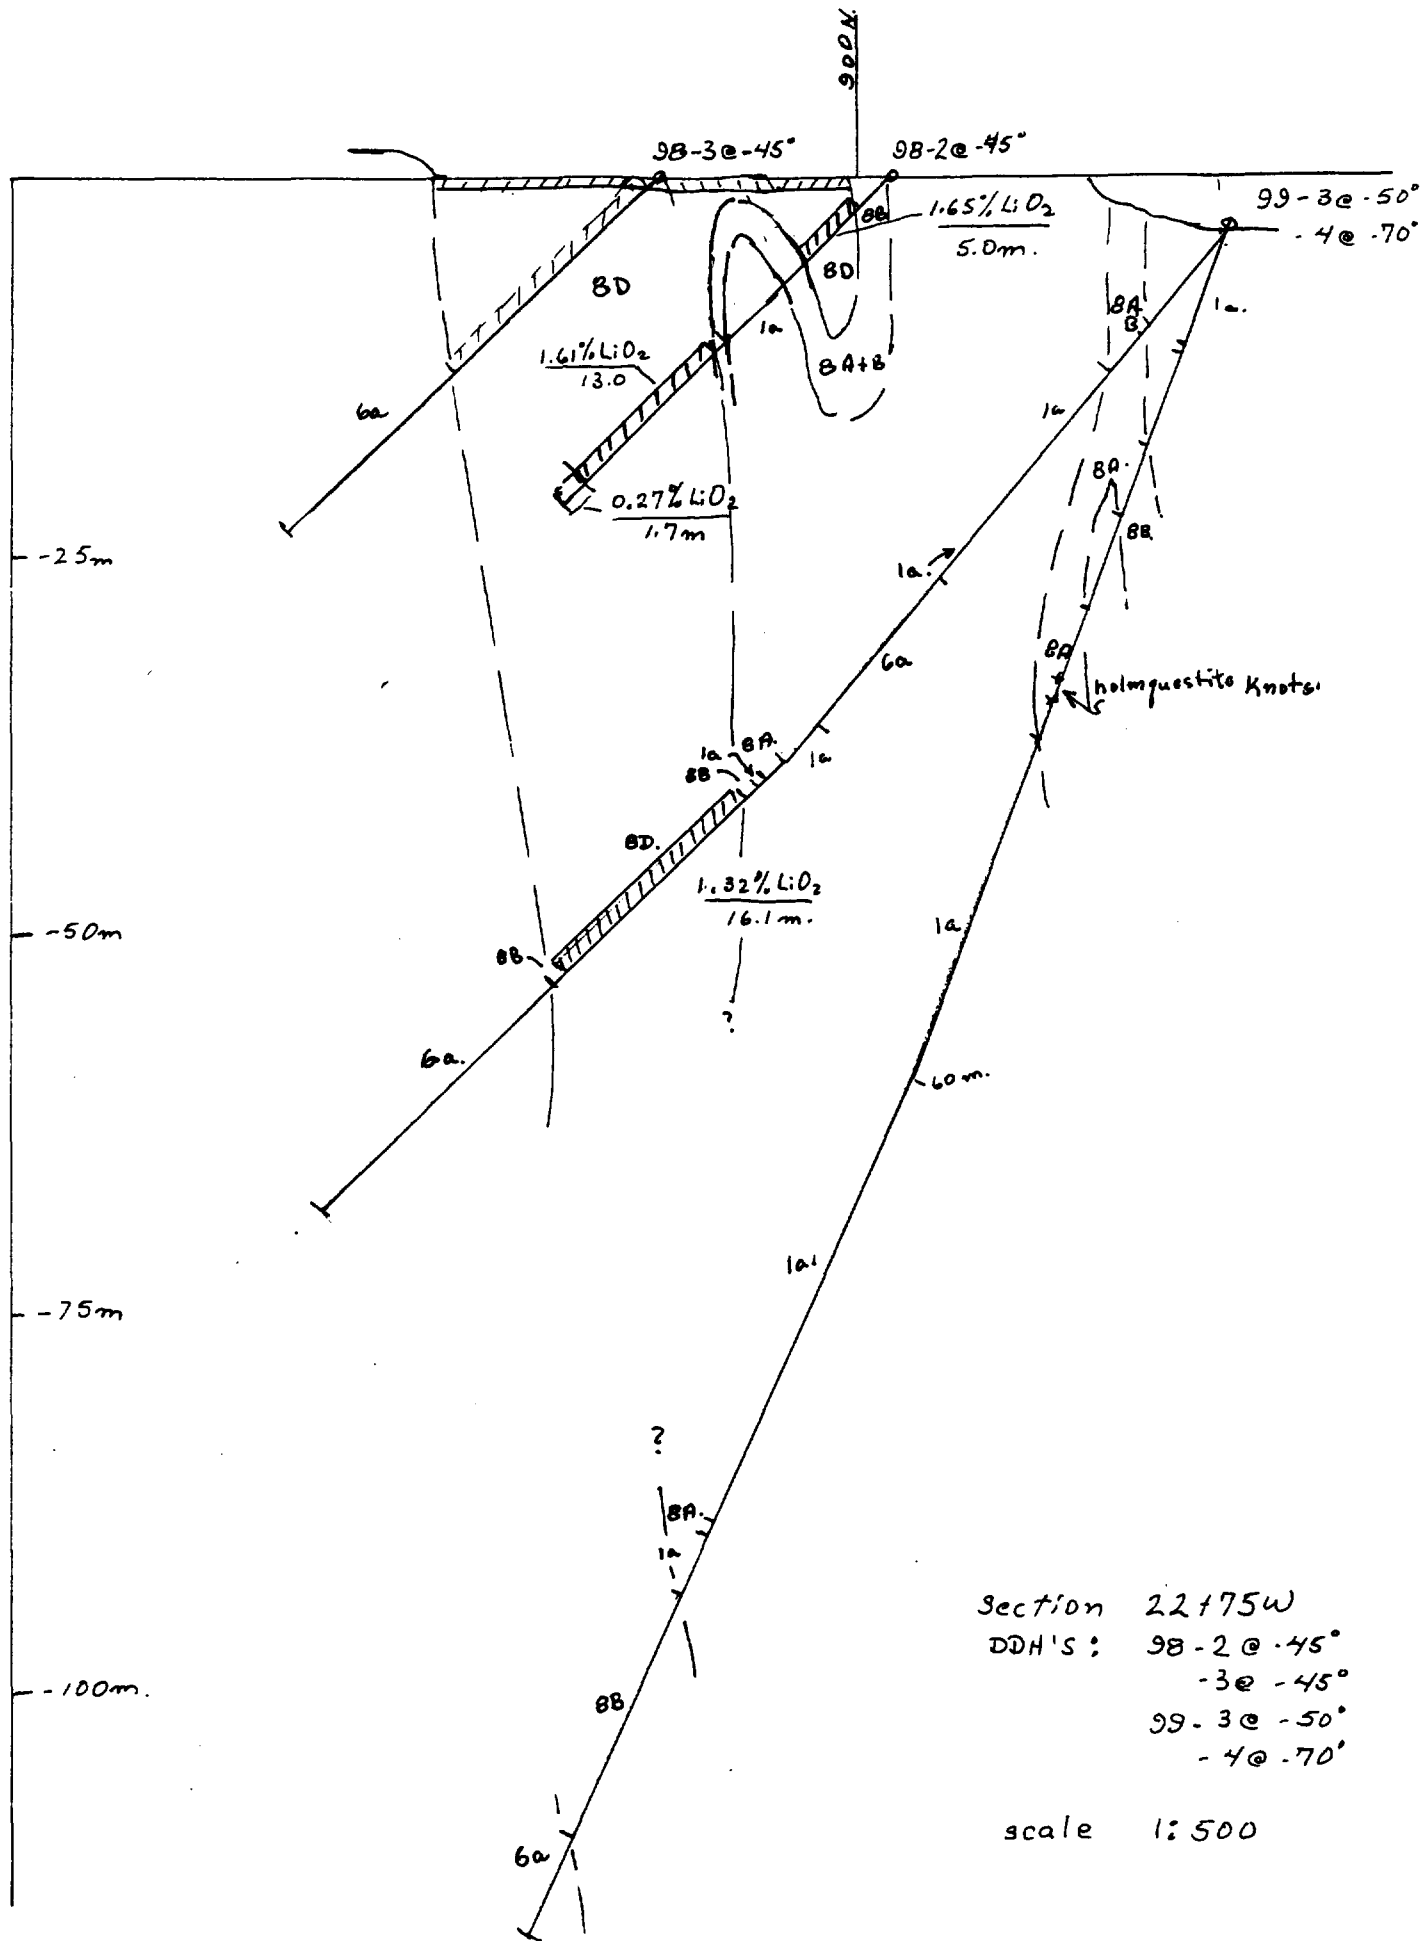 900N.
98-3@-45°
98-2@-45°
99-3@-50°
-4@-70°
8B
1.65% LiO2
5.0m.
8D
8D
1a
8A
B
1a.
1.61% LiO2
13.0
8A+B
6a
1a
8A.
0.27% LiO2
1.7m
8B
-25m
1a.
6a
8A
holmquestite Knots.
1a
8A.
1a
8B
8D.
1.32% LiO2
16.1m.
1a
-50m
8B
?
6a.
60m.
1a
-75m
?
8A.
1a
section 22+75W
DDH'S: 98-2@-45°
-3@-45°
-100m.
8B
99-3@-50°
-4@-70°
scale 1:500
6a